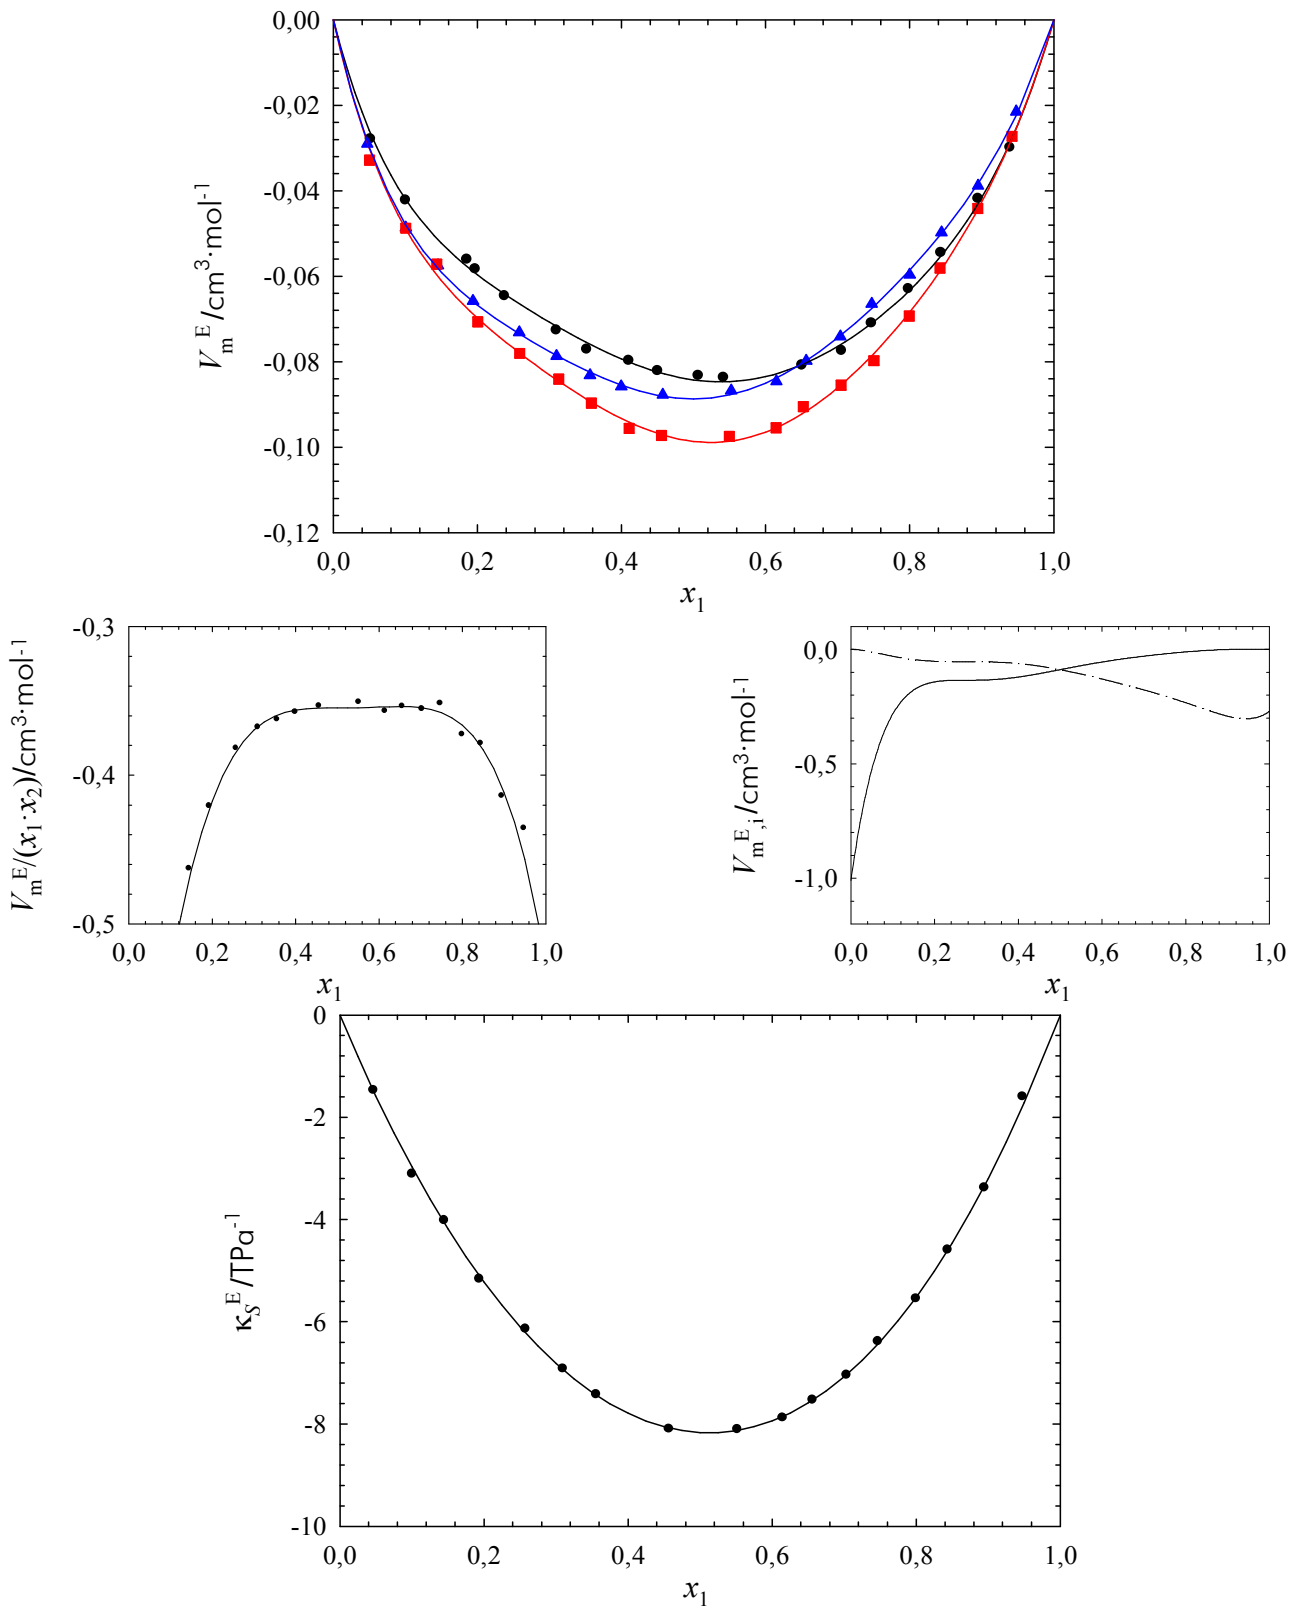 0,00
-0,02
-0,04
-0,06
-0,08
-0,10
-0,12
V_m^E/cm³·mol⁻¹
0,0 0,2 0,4 0,6 0,8 1,0
x₁
-0,3
-0,4
-0,5
V_m^E/(x₁·x₂)/cm³·mol⁻¹
0,0 0,2 0,4 0,6 0,8 1,0
x₁
0,0
-0,5
-1,0
V_m^E,i/cm³·mol⁻¹
0,0 0,2 0,4 0,6 0,8 1,0
x₁
0
-2
-4
-6
-8
-10
κ_S^E/TPa⁻¹
0,0 0,2 0,4 0,6 0,8 1,0
x₁